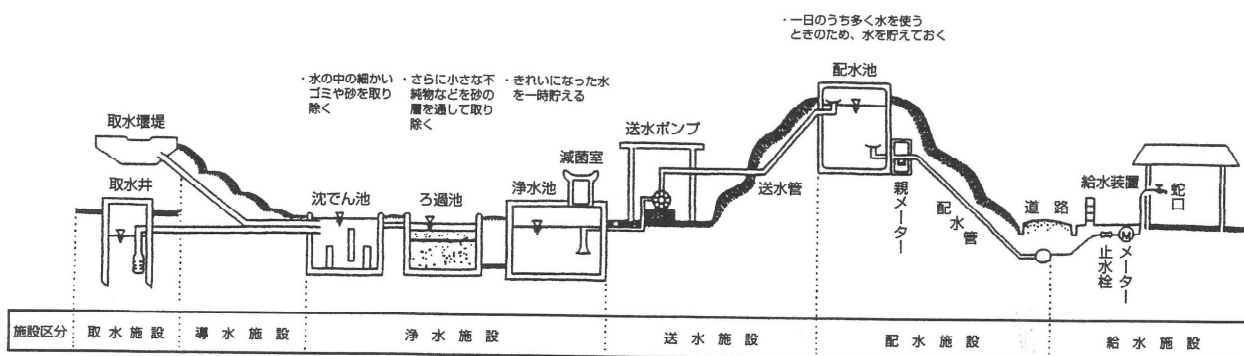 ・一日のうち多く水を使う
ときのため、水を貯えておく
配水池
・水の中の細かい
ゴミや砂を取り
除く
・さらに小さな不
純物などを砂の
層を通して取り
除く
・きれいになった水
を一時貯える
取水堰堤
取水井
沈でん池
ろ過池
浄水池
減菌室
送水ポンプ
送水管
親メーター
配水管
道路
給水装置
蛇口
止水栓
メーター
M
施設区分 取水施設 導水施設 浄水施設 送水施設 配水施設 給水施設